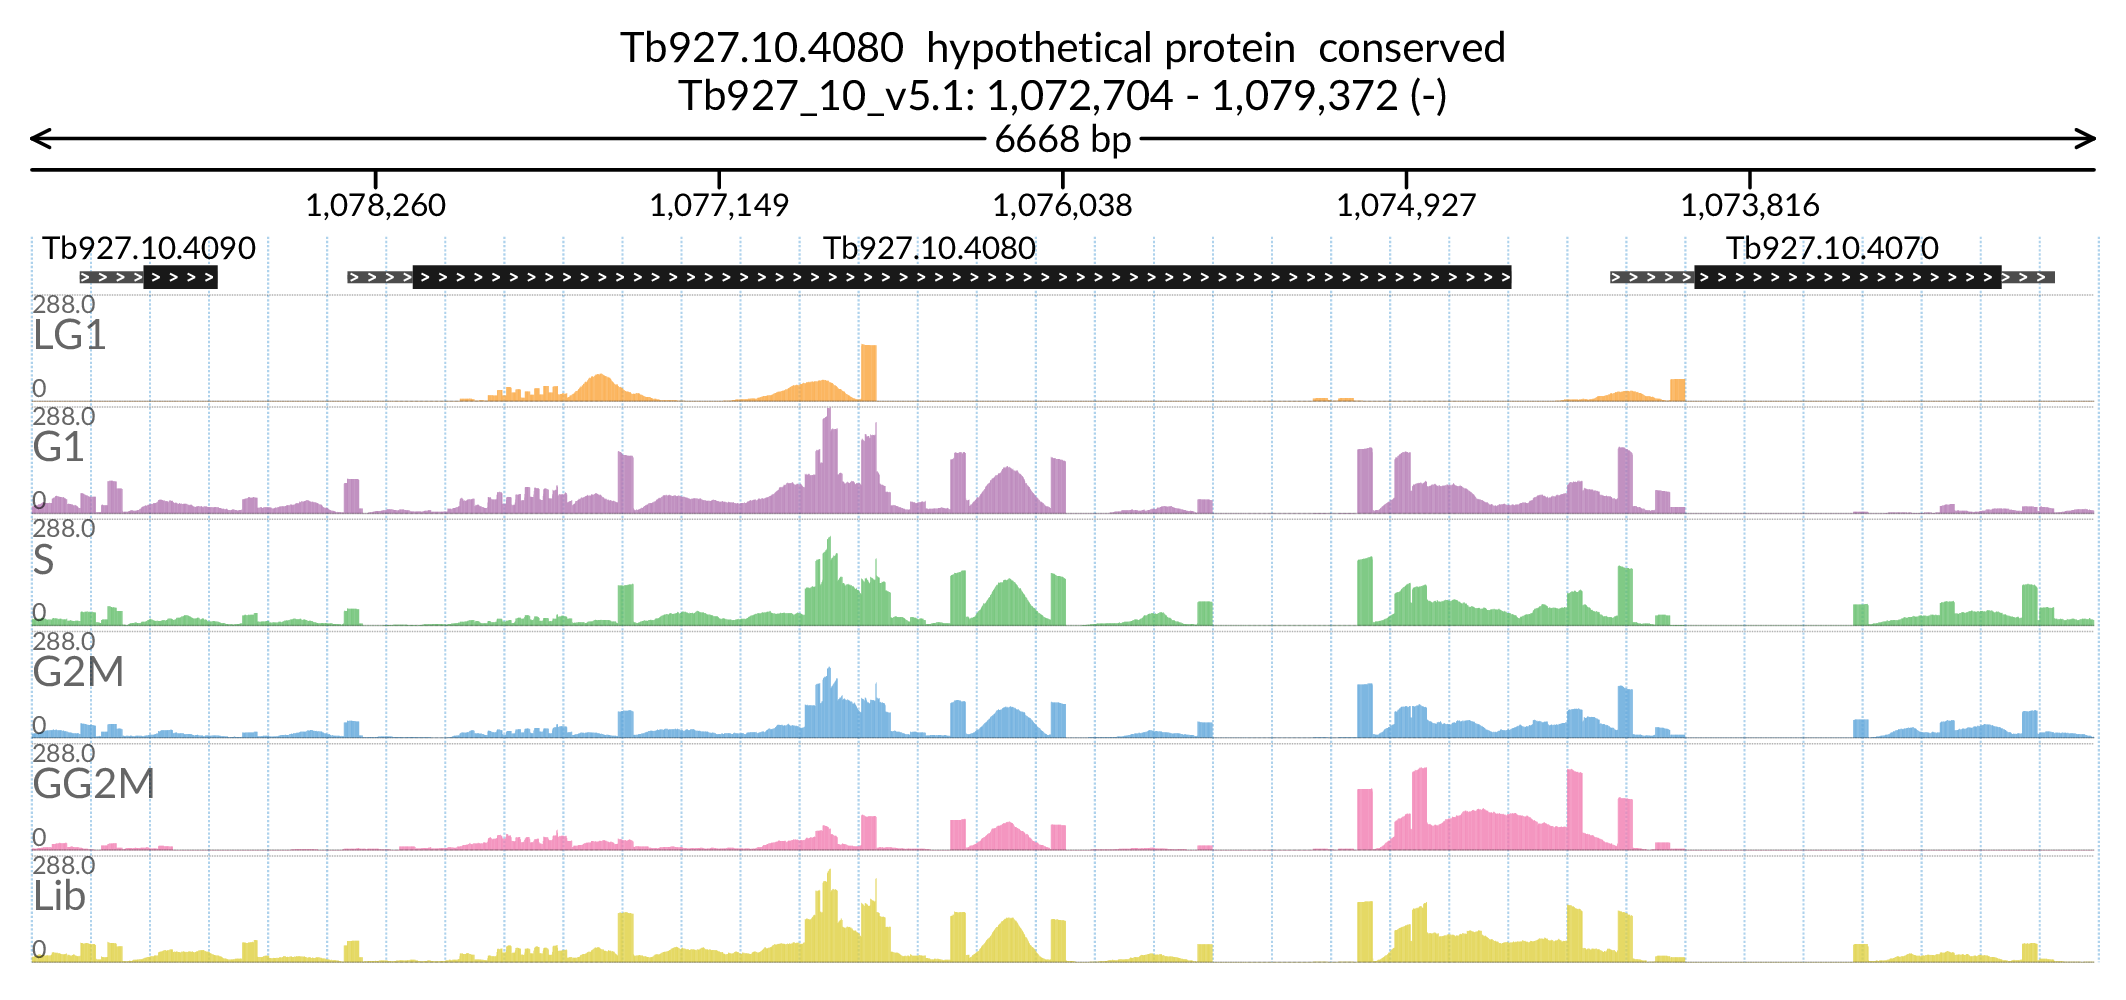 Tb927.10.4080  hypothetical protein  conserved
Tb927_10_v5.1: 1,072,704 - 1,079,372 (-)
6668 bp
1,078,260 1,077,149 1,076,038 1,074,927 1,073,816
Tb927.10.4090 Tb927.10.4080 Tb927.10.4070
288.0
LG1
0
288.0
G1
0
288.0
S
0
288.0
G2M
0
288.0
GG2M
0
288.0
Lib
0